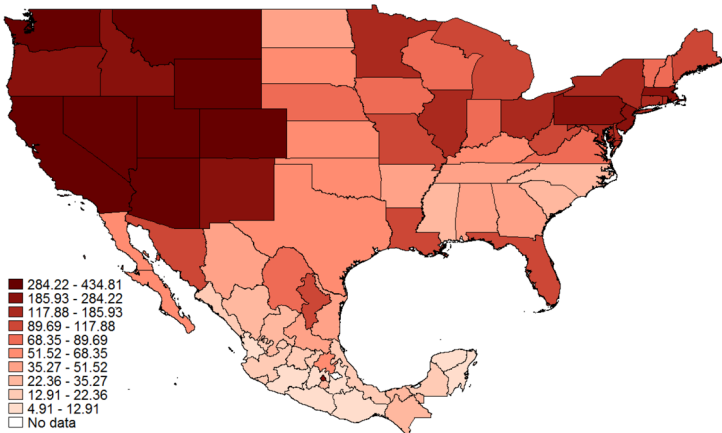 284.22 - 434.81
185.93 - 284.22
117.88 - 185.93
89.69 - 117.88
68.35 - 89.69
51.52 - 68.35
35.27 - 51.52
22.36 - 35.27
12.91 - 22.36
4.91 - 12.91
No data